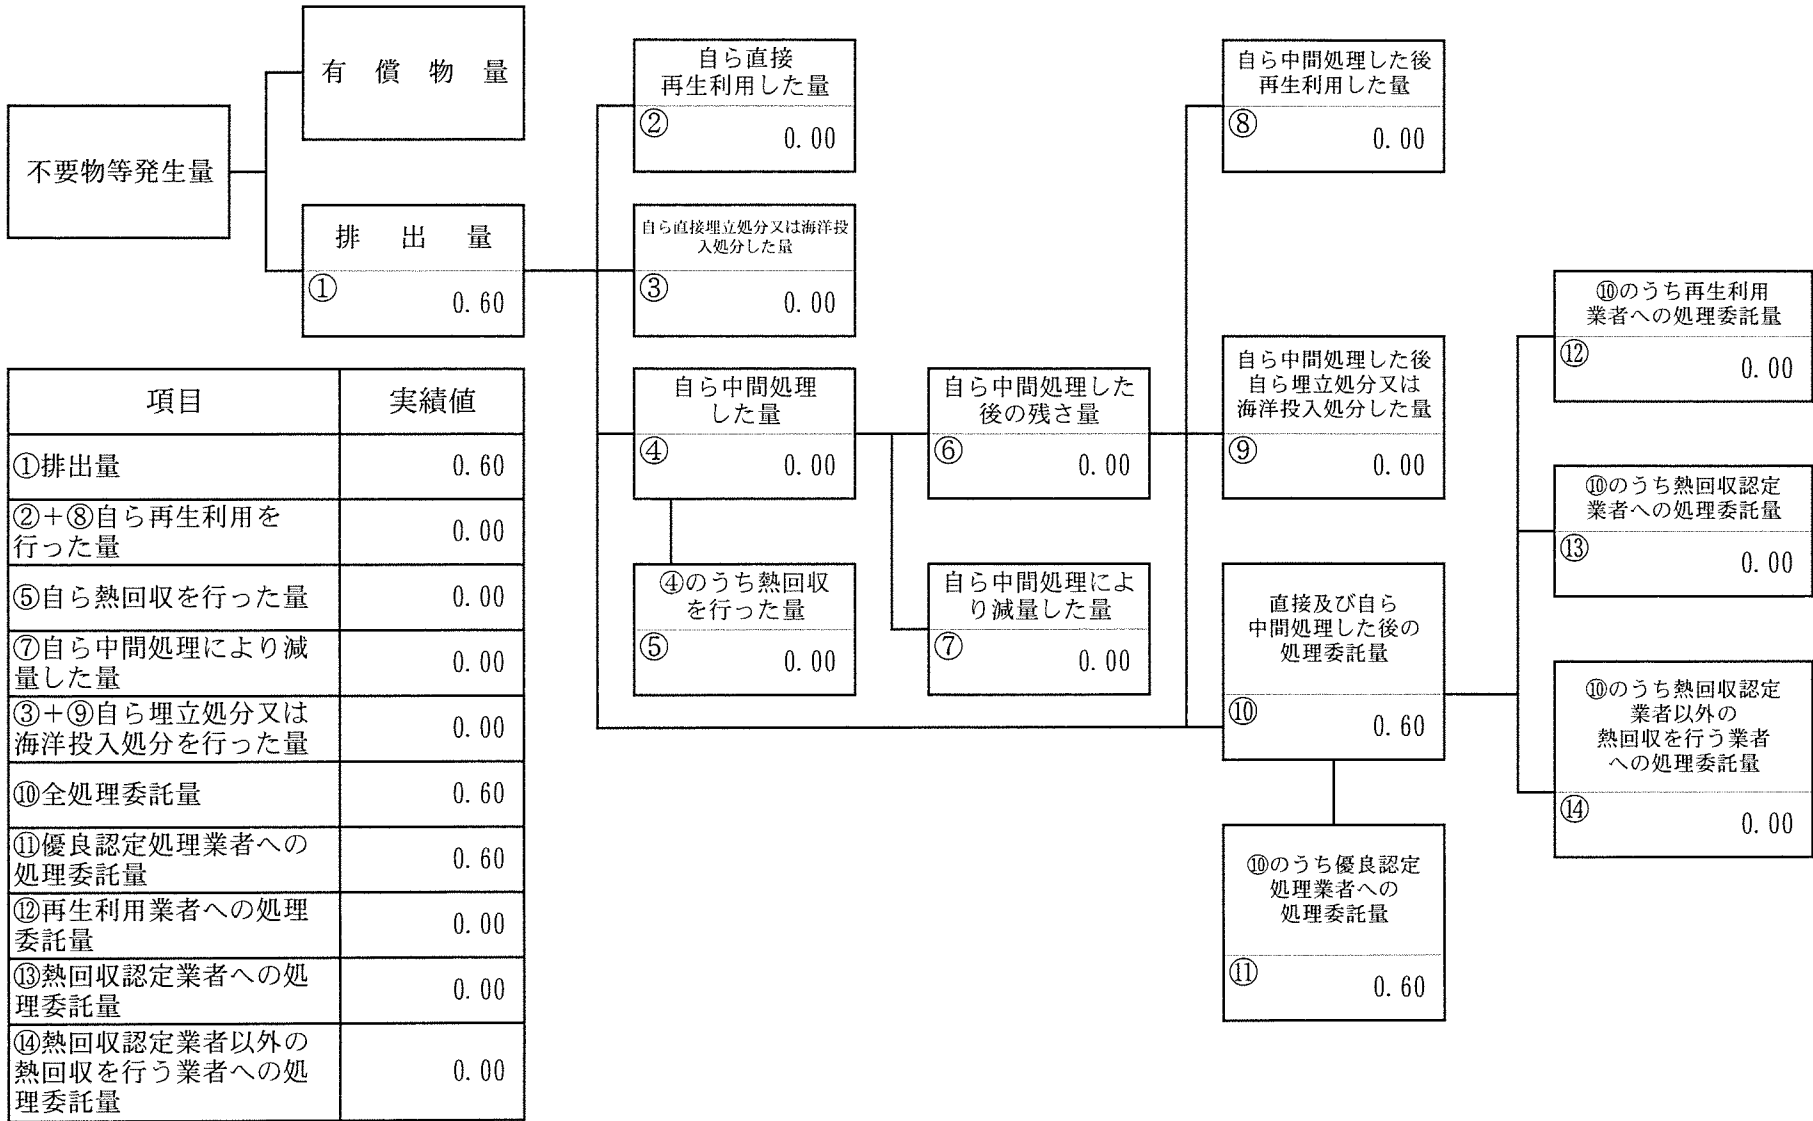 不要物等発生量
有償物量
排出量
① 0.60
自ら直接
再生利用した量
② 0.00
自ら直接埋立処分又は海洋投
入処分した量
③ 0.00
自ら中間処理
した量
④ 0.00
④のうち熱回収
を行った量
⑤ 0.00
自ら中間処理した
後の残さ量
⑥ 0.00
自ら中間処理によ
り減量した量
⑦ 0.00
自ら中間処理した後
再生利用した量
⑧ 0.00
自ら中間処理した後
自ら埋立処分又は
海洋投入処分した量
⑨ 0.00
直接及び自ら
中間処理した後の
処理委託量
⑩ 0.60
⑩のうち優良認定
処理業者への
処理委託量
⑪ 0.60
⑩のうち再生利用
業者への処理委託量
⑫ 0.00
⑩のうち熱回収認定
業者への処理委託量
⑬ 0.00
⑩のうち熱回収認定
業者以外の
熱回収を行う業者
への処理委託量
⑭ 0.00
項目 実績値
①排出量 0.60
②+⑧自ら再生利用を
行った量 0.00
⑤自ら熱回収を行った量 0.00
⑦自ら中間処理により減
量した量 0.00
③+⑨自ら埋立処分又は
海洋投入処分を行った量 0.00
⑩全処理委託量 0.60
⑪優良認定処理業者への
処理委託量 0.60
⑫再生利用業者への処理
委託量 0.00
⑬熱回収認定業者への処
理委託量 0.00
⑭熱回収認定業者以外の
熱回収を行う業者への処
理委託量 0.00